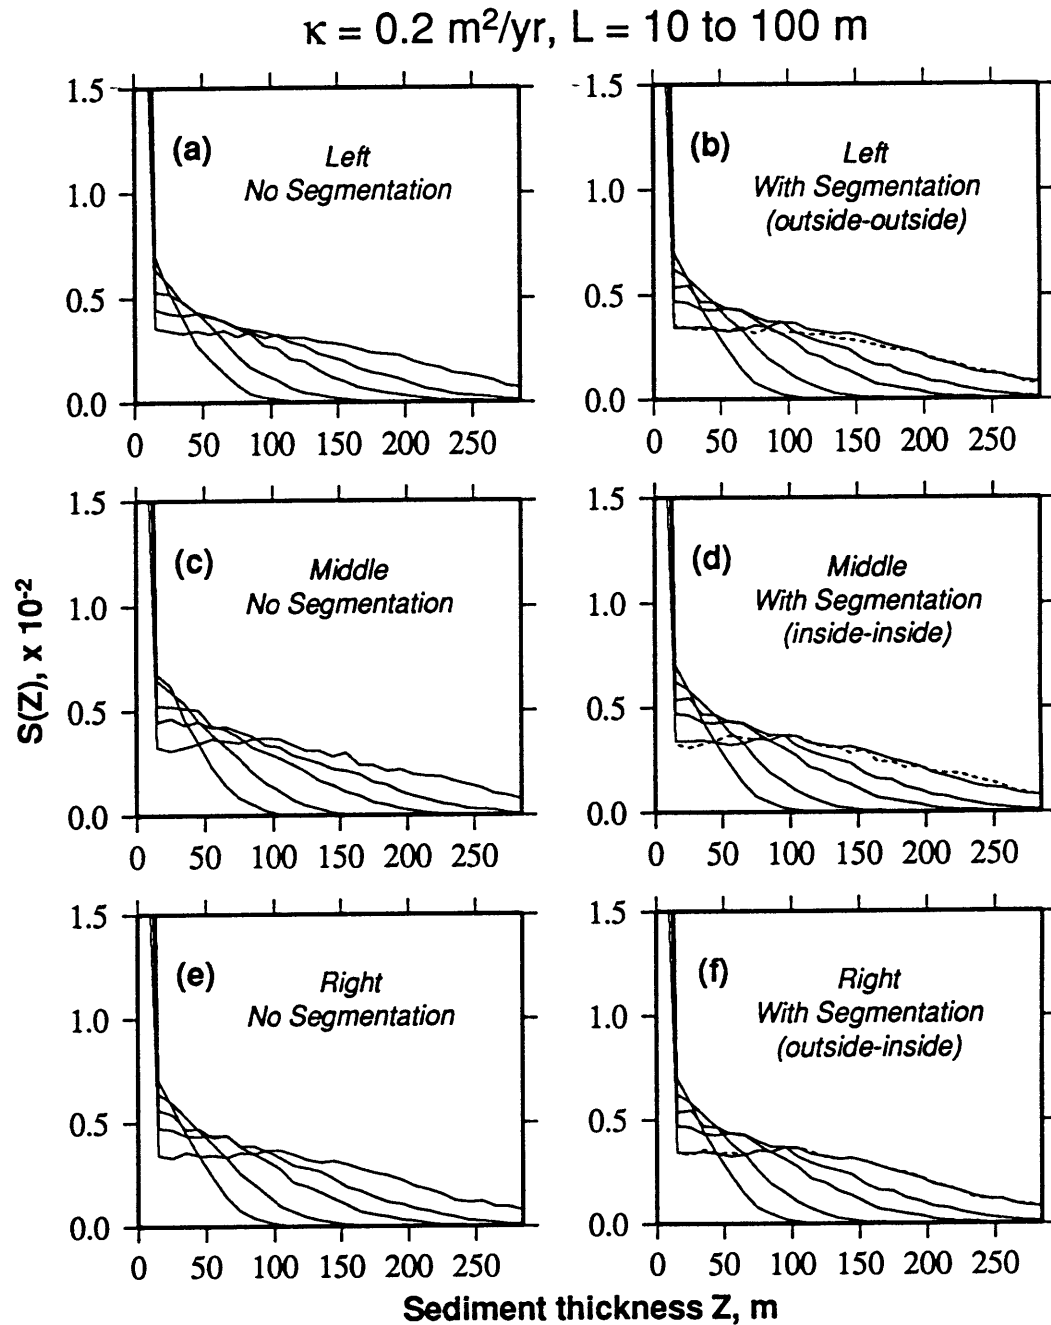 κ = 0.2 m²/yr, L = 10 to 100 m
1.5
1.0
0.5
0.0
(a)
Left
No Segmentation
0 50 100 150 200 250
1.5
1.0
0.5
0.0
(b)
Left
With Segmentation
(outside-outside)
0 50 100 150 200 250
S(Z), x 10⁻²
1.5
1.0
0.5
0.0
(c)
Middle
No Segmentation
0 50 100 150 200 250
1.5
1.0
0.5
0.0
(d)
Middle
With Segmentation
(inside-inside)
0 50 100 150 200 250
1.5
1.0
0.5
0.0
(e)
Right
No Segmentation
0 50 100 150 200 250
1.5
1.0
0.5
0.0
(f)
Right
With Segmentation
(outside-inside)
0 50 100 150 200 250
Sediment thickness Z, m